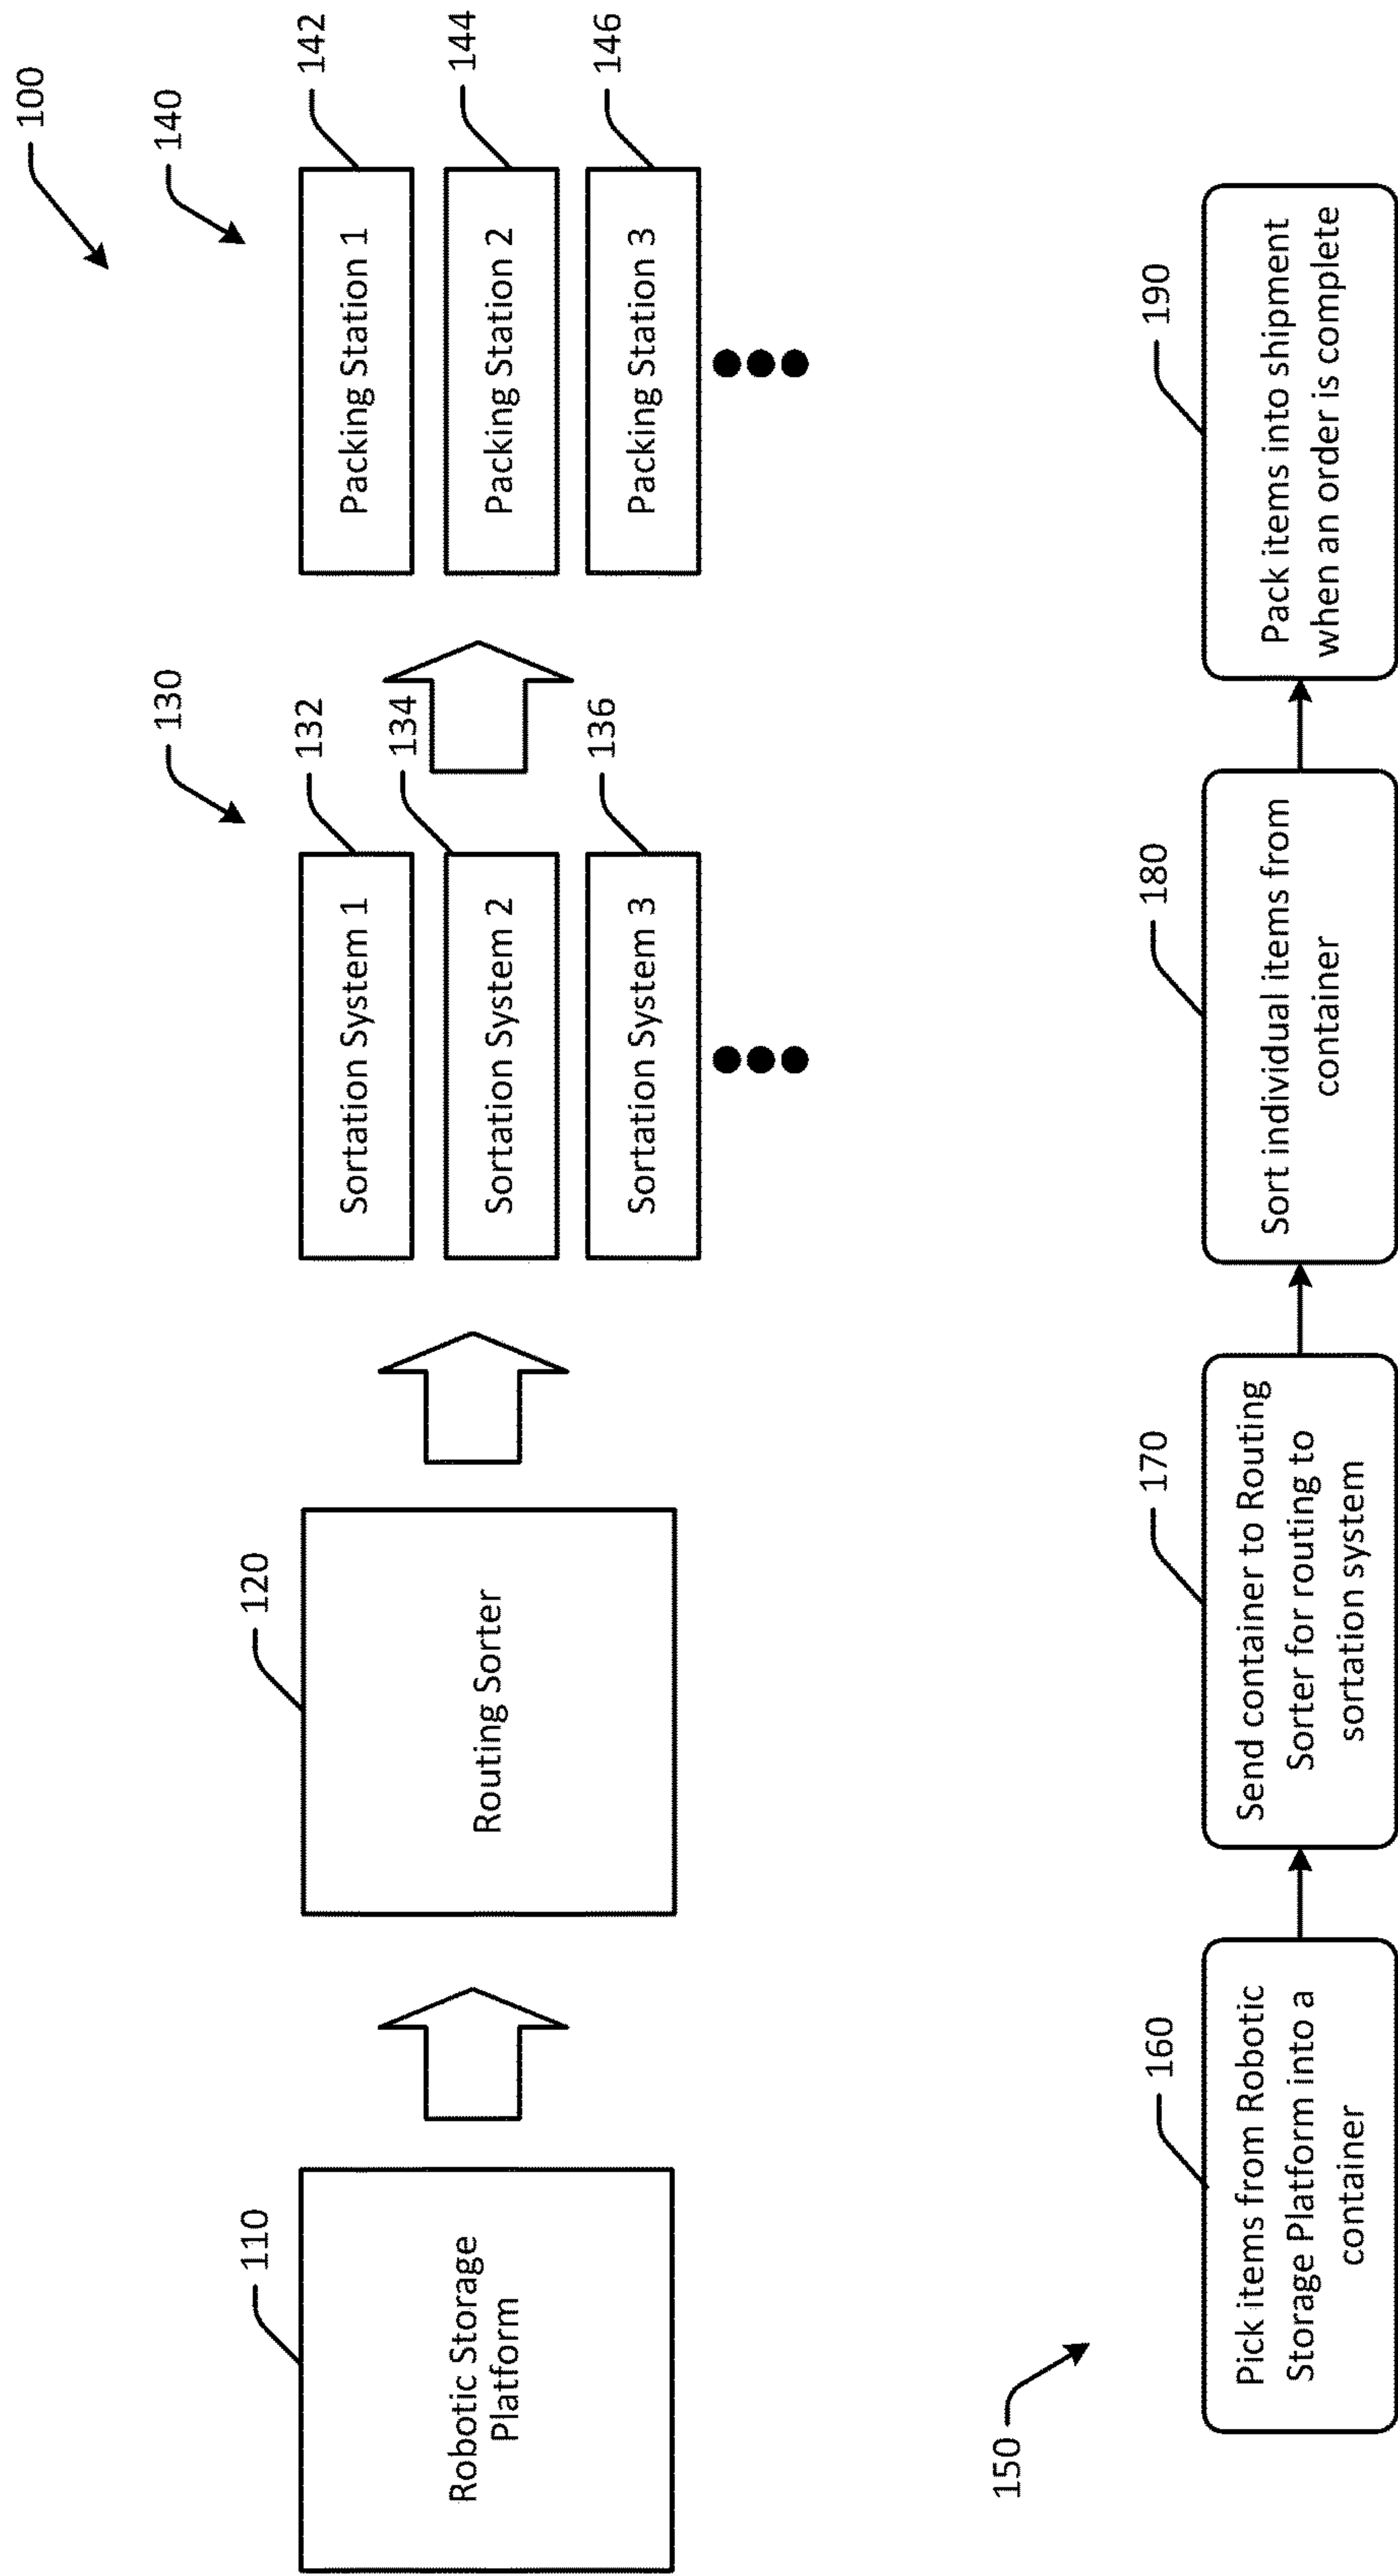 100
110
Robotic Storage
Platform
120
Routing Sorter
130
132
Sortation System 1
134
Sortation System 2
136
Sortation System 3
140
142
Packing Station 1
144
Packing Station 2
146
Packing Station 3
150
160
Pick items from Robotic
Storage Platform into a
container
170
Send container to Routing
Sorter for routing to
sortation system
180
Sort individual items from
container
190
Pack items into shipment
when an order is complete